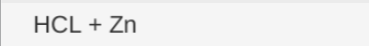 HCL + Zn